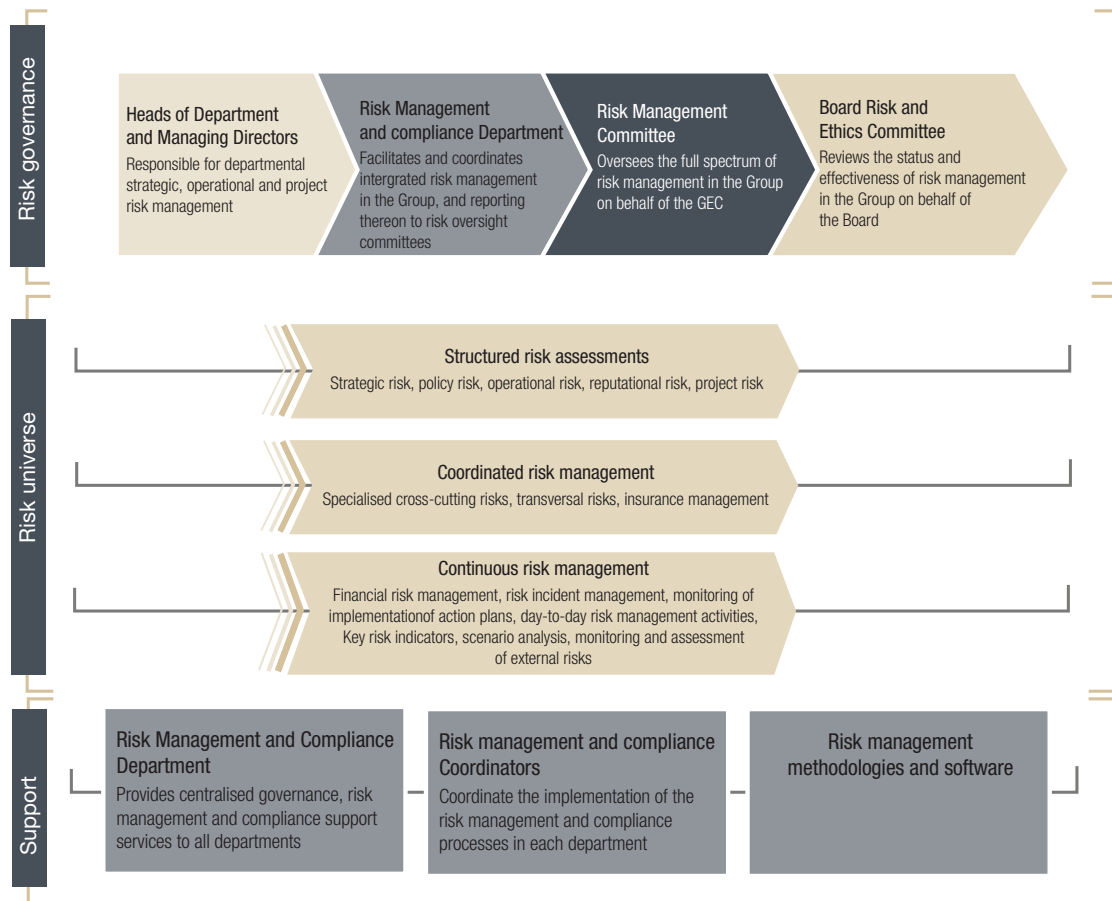 Risk governance
Heads of Department
and Managing Directors
Responsible for departmental
strategic, operational and project
risk management
Risk Management
and compliance Department
Facilitates and coordinates
intergrated risk management
in the Group, and reporting
thereon to risk oversight
committees
Risk Management
Committee
Oversees the full spectrum of
risk management in the Group
on behalf of the GEC
Board Risk and
Ethics Committee
Reviews the status and
effectiveness of risk management
in the Group on behalf of
the Board
Risk universe
Structured risk assessments
Strategic risk, policy risk, operational risk, reputational risk, project risk
Coordinated risk management
Specialised cross-cutting risks, transversal risks, insurance management
Continuous risk management
Financial risk management, risk incident management, monitoring of
implementationof action plans, day-to-day risk management activities,
Key risk indicators, scenario analysis, monitoring and assessment
of external risks
Support
Risk Management and Compliance
Department
Provides centralised governance, risk
management and compliance support
services to all departments
Risk management and compliance
Coordinators
Coordinate the implementation of the
risk management and compliance
processes in each department
Risk management
methodologies and software